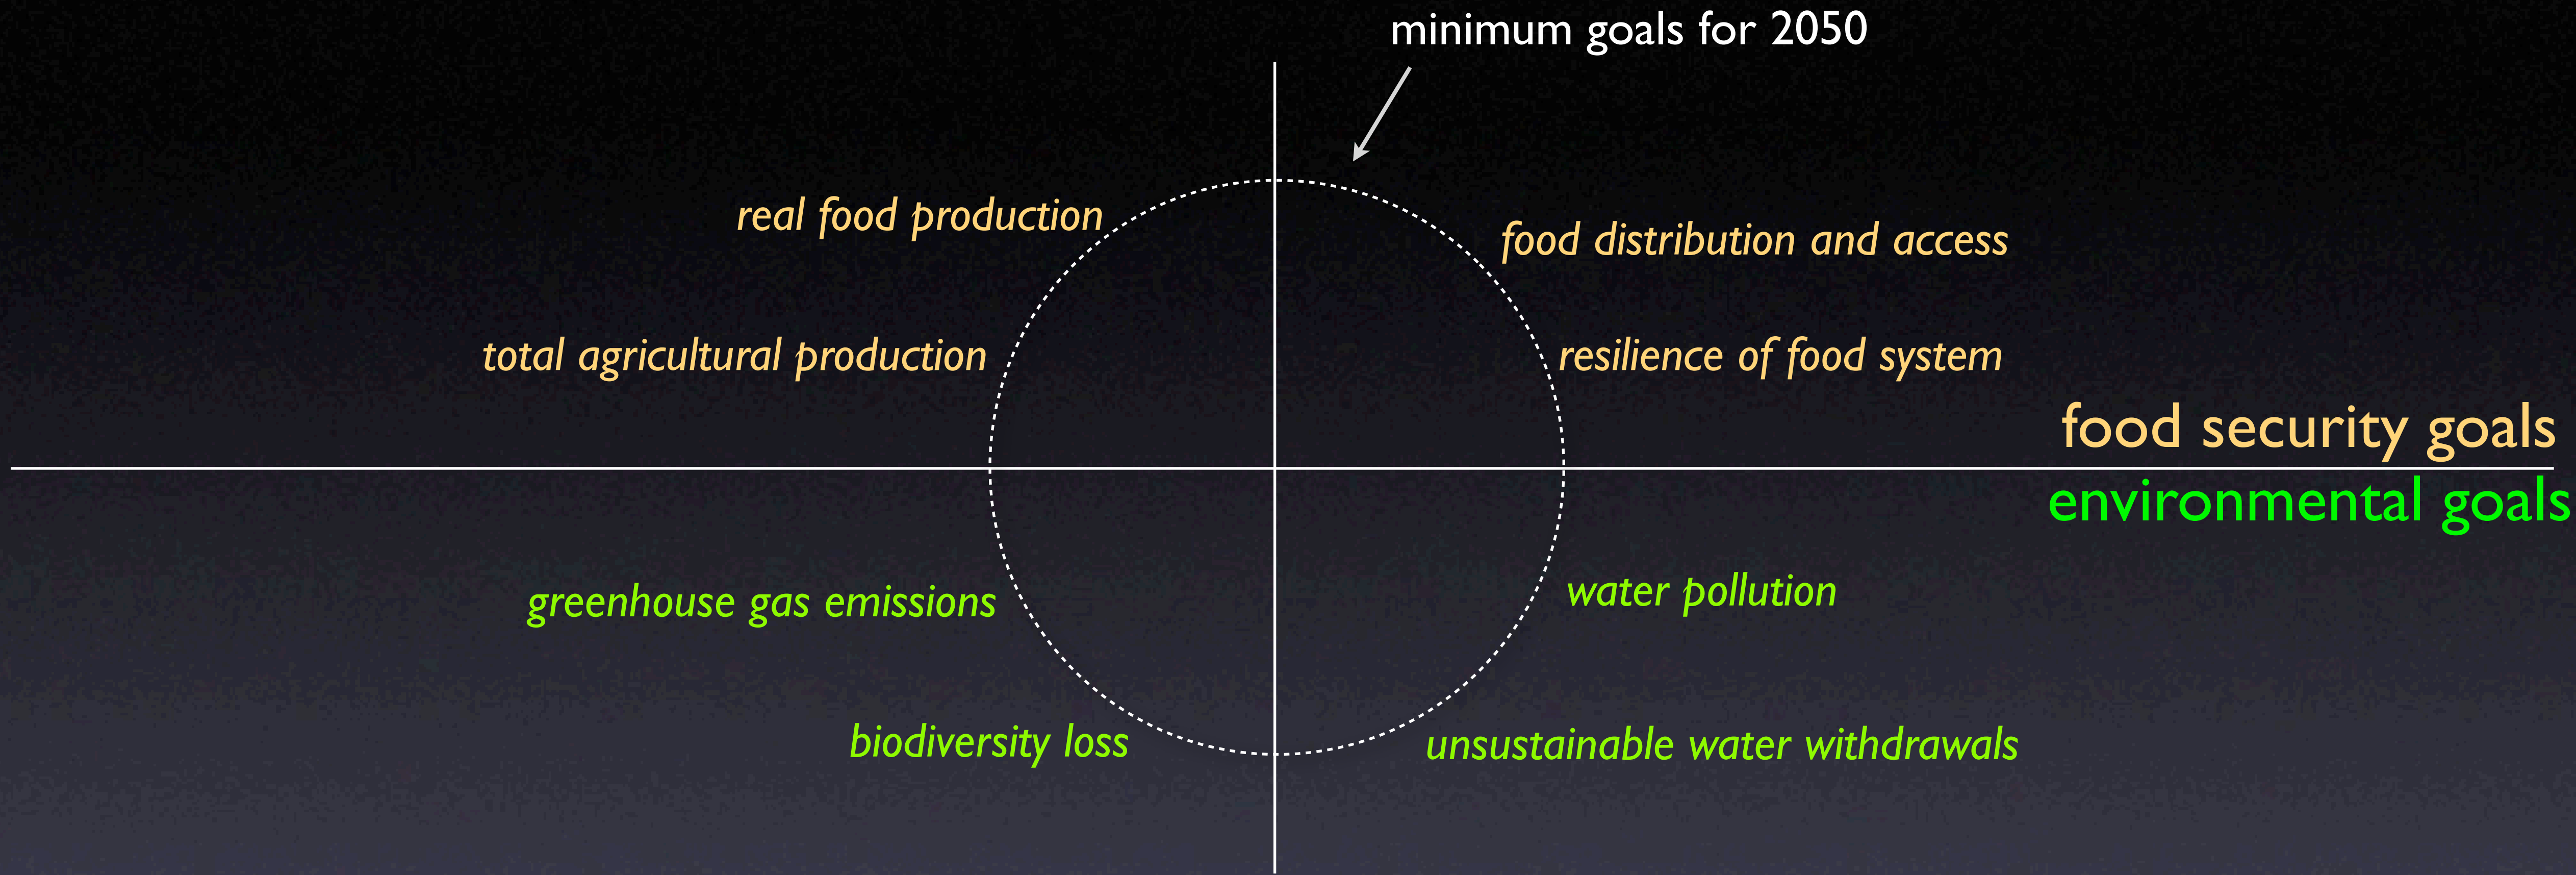 minimum goals for 2050
real food production
food distribution and access
total agricultural production
resilience of food system
food security goals
environmental goals
greenhouse gas emissions
water pollution
biodiversity loss
unsustainable water withdrawals